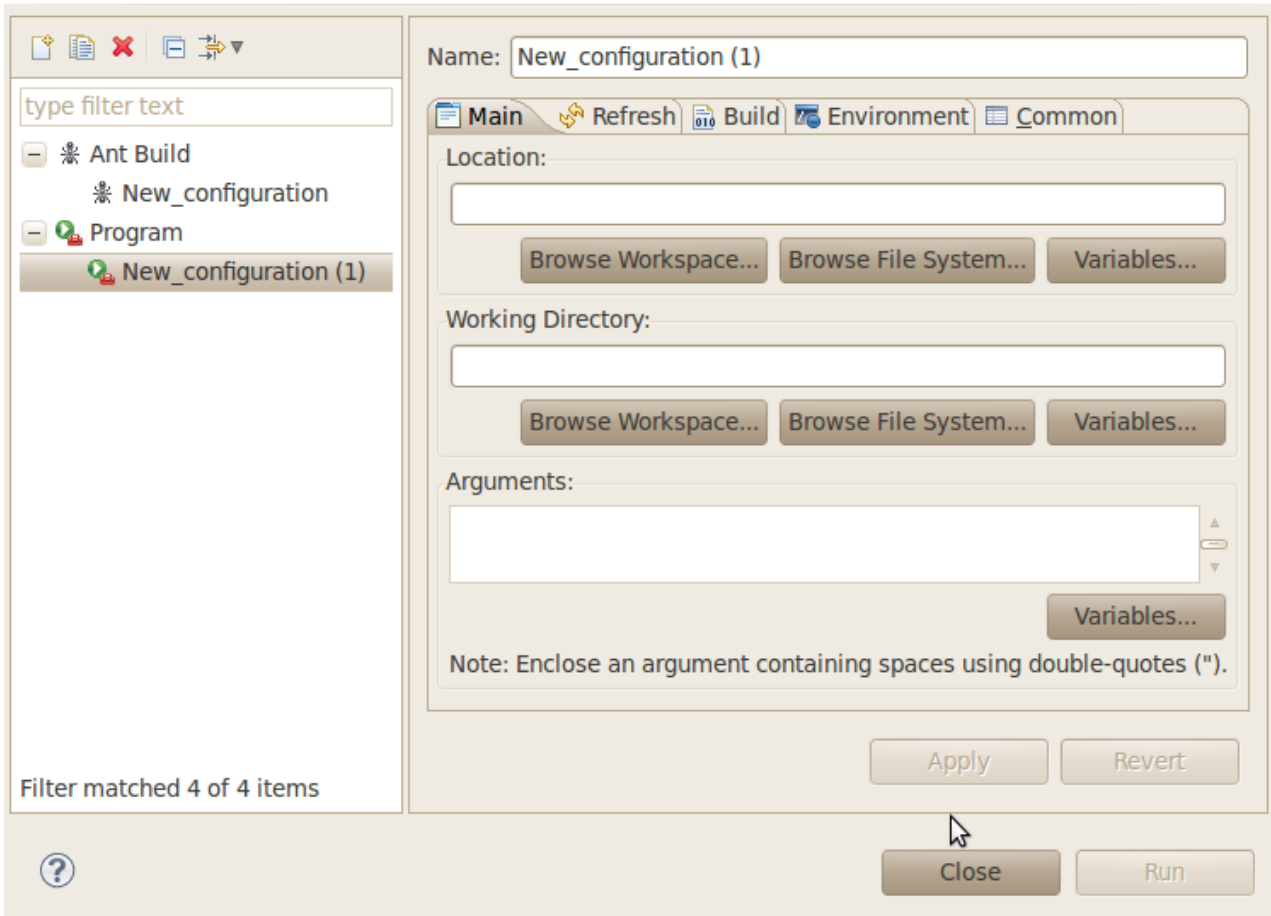 type filter text
Ant Build
New_configuration
Program
New_configuration (1)
Filter matched 4 of 4 items
Name: New_configuration (1)
Main Refresh Build Environment Common
Location:
Browse Workspace... Browse File System... Variables...
Working Directory:
Browse Workspace... Browse File System... Variables...
Arguments:
Variables...
Note: Enclose an argument containing spaces using double-quotes (").
Apply Revert
Close Run